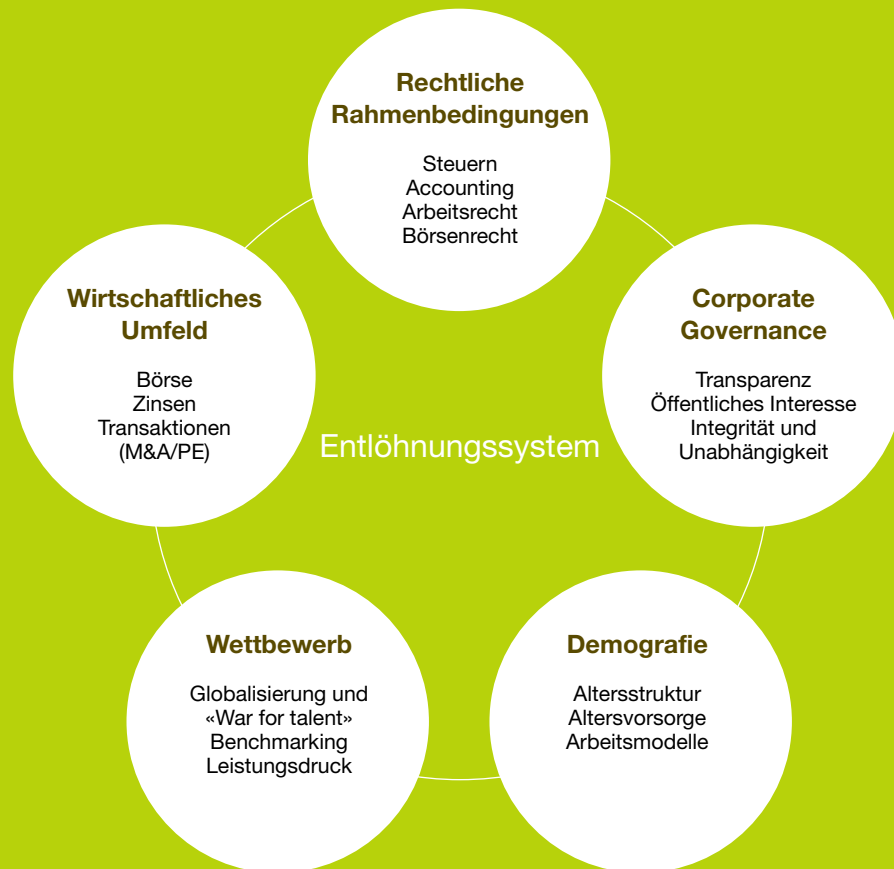 Rechtliche
Rahmenbedingungen
Steuern
Accounting
Arbeitsrecht
Börsenrecht
Wirtschaftliches
Umfeld
Börse
Zinsen
Transaktionen
(M&A/PE)
Corporate
Governance
Transparenz
Öffentliches Interesse
Integrität und
Unabhängigkeit
Entlöhnungssystem
Wettbewerb
Globalisierung und
«War for talent»
Benchmarking
Leistungsdruck
Demografie
Altersstruktur
Altersvorsorge
Arbeitsmodelle